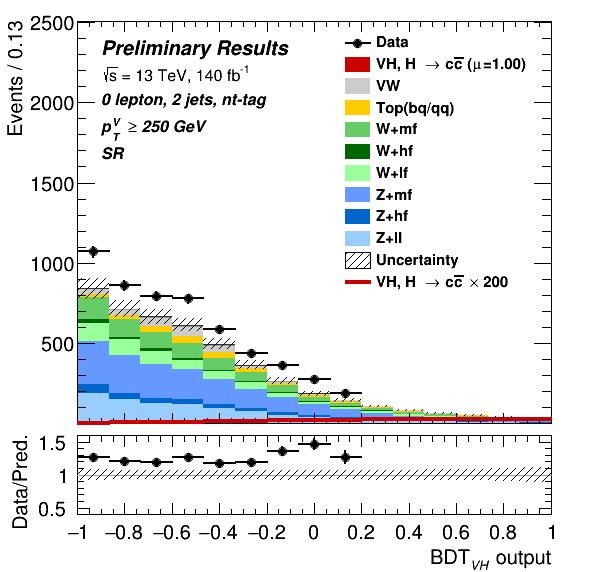 Events / 0.13
2500
2000
1500
1000
500
Preliminary Results
√s = 13 TeV, 140 fb⁻¹
0 lepton, 2 jets, nt-tag
p_T^V ≥ 250 GeV
SR
Data
VH, H → cc̅ (μ=1.00)
VW
Top(bq/qq)
W+mf
W+hf
W+lf
Z+mf
Z+hf
Z+ll
Uncertainty
VH, H → cc̅ × 200
Data/Pred.
1.5
1
0.5
−1 −0.8 −0.6 −0.4 −0.2 0 0.2 0.4 0.6 0.8 1
BDT_VH output